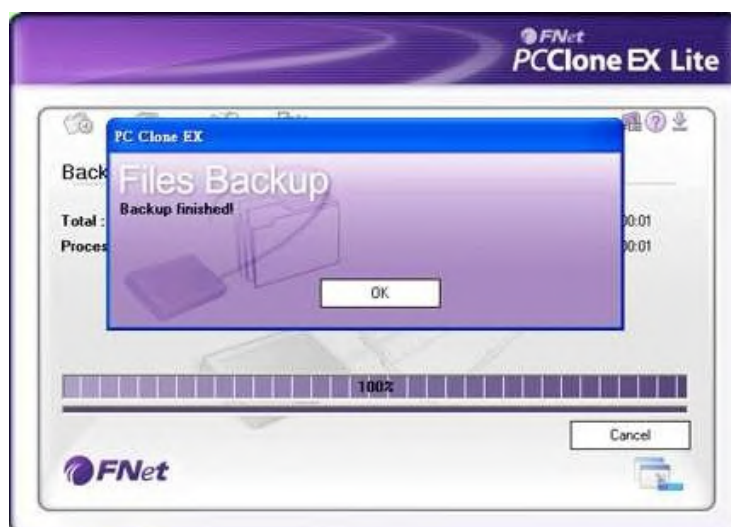 FNet
PCClone EX Lite
PC Clone EX
Files Backup
Backup finished!
OK
Back
Total :
00:01
Proces
00:01
100%
Cancel
FNet